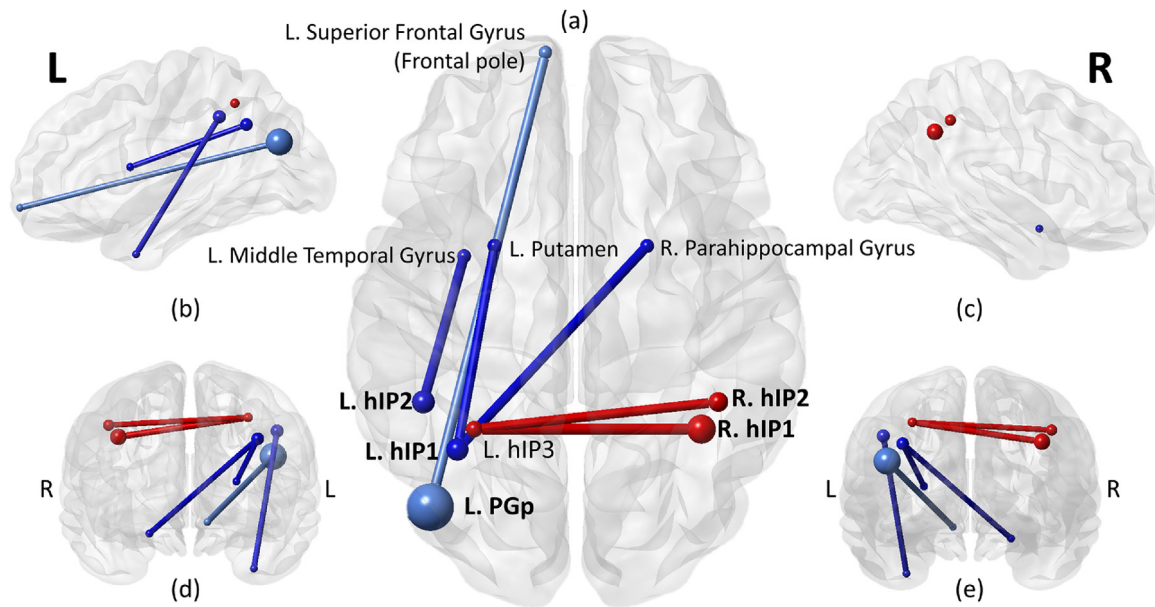 (a)
L. Superior Frontal Gyrus
(Frontal pole)
L
R
L. Middle Temporal Gyrus
L. Putamen
R. Parahippocampal Gyrus
(b)
(c)
L. hIP2
R. hIP2
L. hIP1
L. hIP3
R. hIP1
L. PGp
R
L
L
R
(d)
(e)